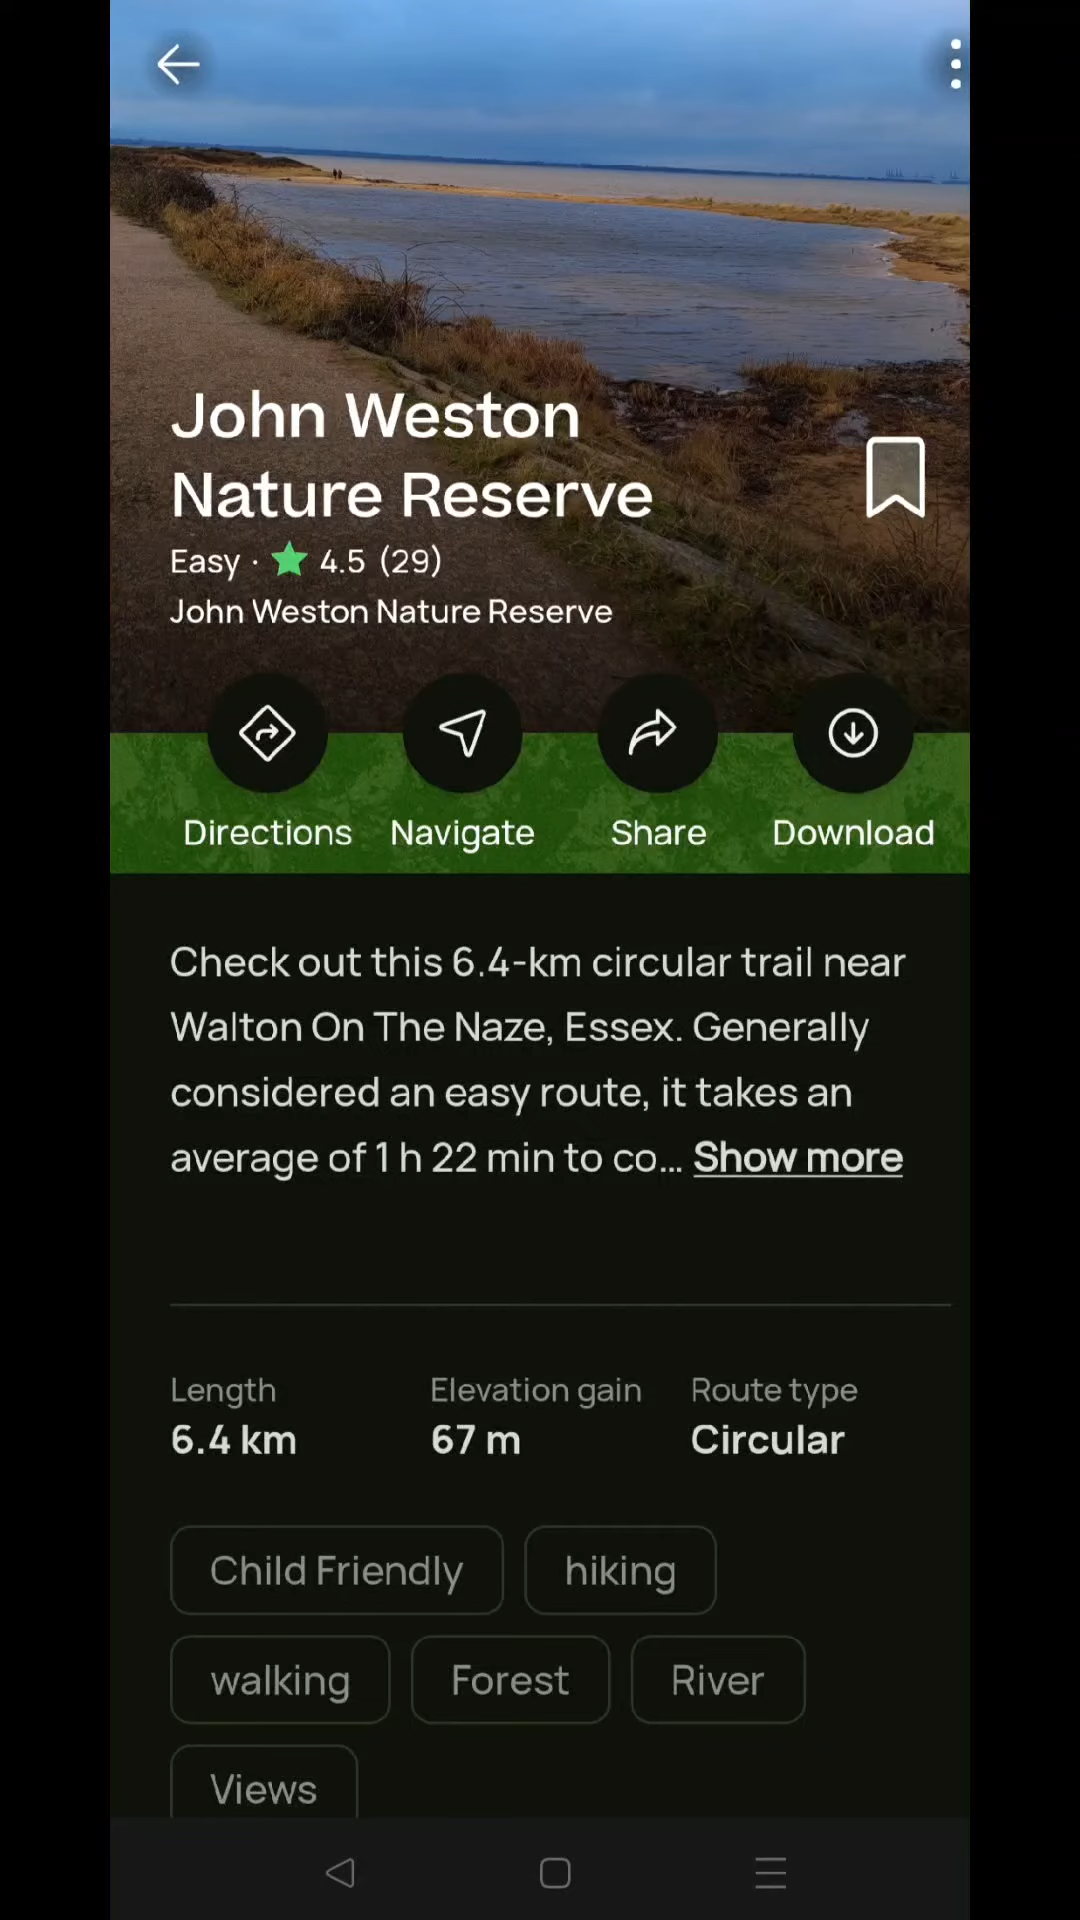 John Weston
Nature Reserve
Easy · 4.5 (29)
John Weston Nature Reserve
Directions Navigate Share Download
Check out this 6.4-km circular trail near
Walton On The Naze, Essex. Generally
considered an easy route, it takes an
average of 1 h 22 min to co... Show more
Length Elevation gain Route type
6.4 km 67 m Circular
Child Friendly hiking
walking Forest River
Views